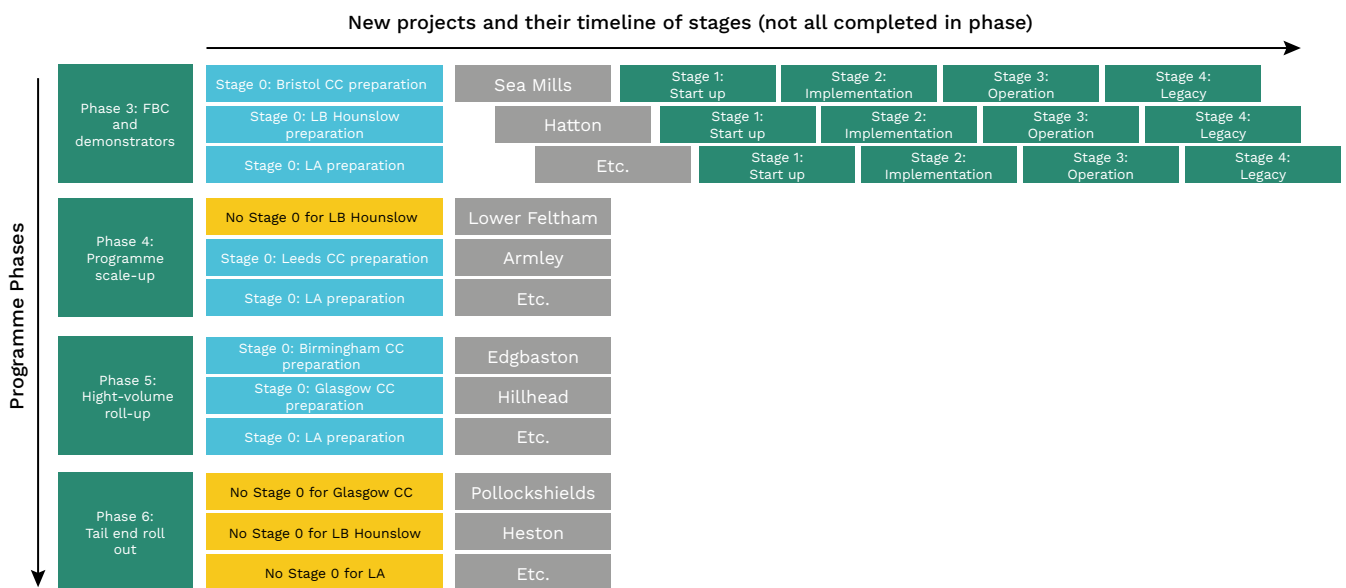 New projects and their timeline of stages (not all completed in phase)
Programme Phases
Phase 3: FBC
and
demonstrators
Stage 0: Bristol CC preparation
Sea Mills
Stage 1:
Start up
Stage 2:
Implementation
Stage 3:
Operation
Stage 4:
Legacy
Stage 0: LB Hounslow
preparation
Hatton
Stage 1:
Start up
Stage 2:
Implementation
Stage 3:
Operation
Stage 4:
Legacy
Stage 0: LA preparation
Etc.
Stage 1:
Start up
Stage 2:
Implementation
Stage 3:
Operation
Stage 4:
Legacy
Phase 4:
Programme
scale-up
No Stage 0 for LB Hounslow
Lower Feltham
Stage 0: Leeds CC preparation
Armley
Stage 0: LA preparation
Etc.
Phase 5:
Hight-volume
roll-up
Stage 0: Birmingham CC
preparation
Edgbaston
Stage 0: Glasgow CC
preparation
Hillhead
Stage 0: LA preparation
Etc.
Phase 6:
Tail end roll
out
No Stage 0 for Glasgow CC
Pollockshields
No Stage 0 for LB Hounslow
Heston
No Stage 0 for LA
Etc.